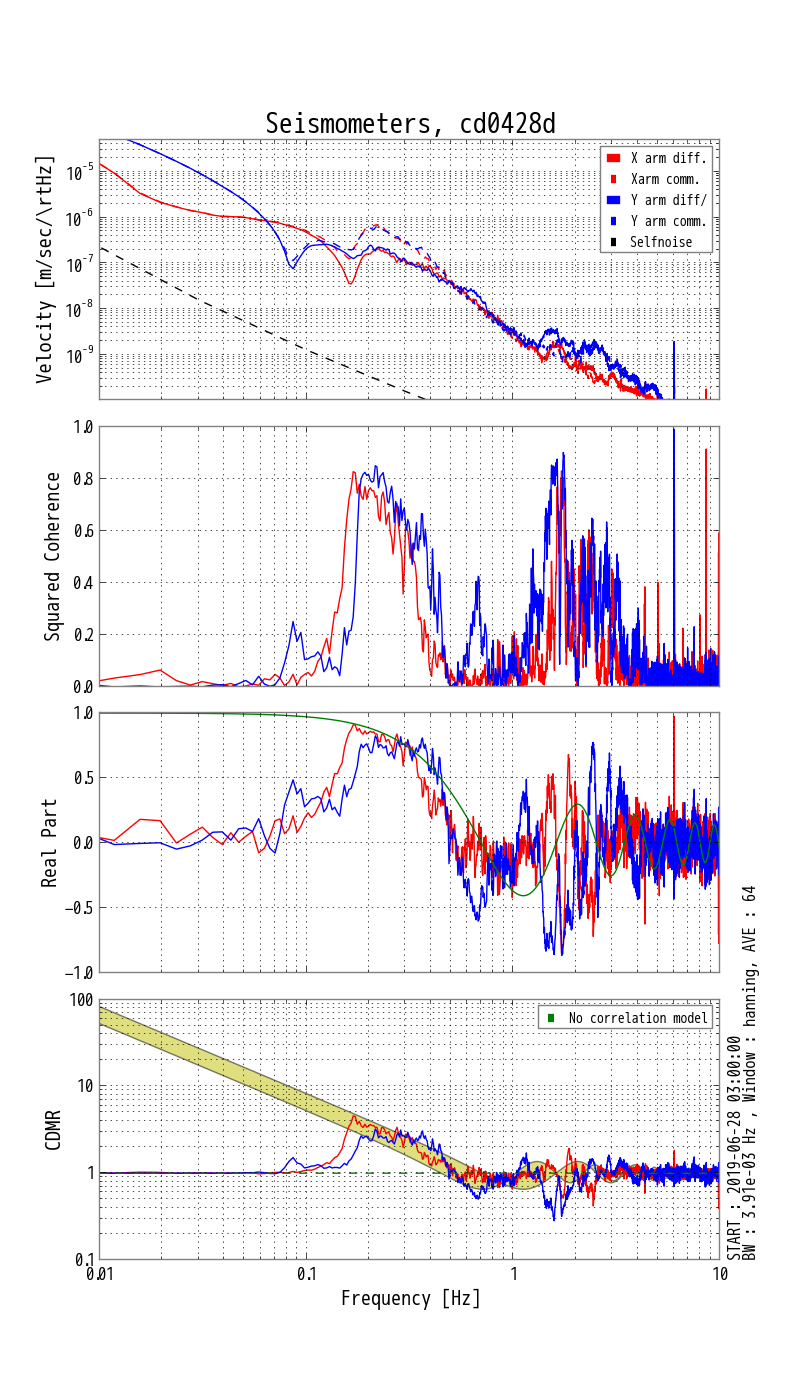 Seismometers, cd0428d
Velocity [m/sec/\rtHz]
10^-5
10^-6
10^-7
10^-8
10^-9
X arm diff.
Xarm comm.
Y arm diff/
Y arm comm.
Selfnoise
Squared Coherence
1.0
0.8
0.6
0.4
0.2
0.0
Real Part
1.0
0.5
0.0
−0.5
−1.0
CDMR
100
10
1
0.1
No correlation model
0.01
0.1
1
10
Frequency [Hz]
START : 2019-06-28 03:00:00
BW : 3.91e-03 Hz , Window : hanning, AVE : 64